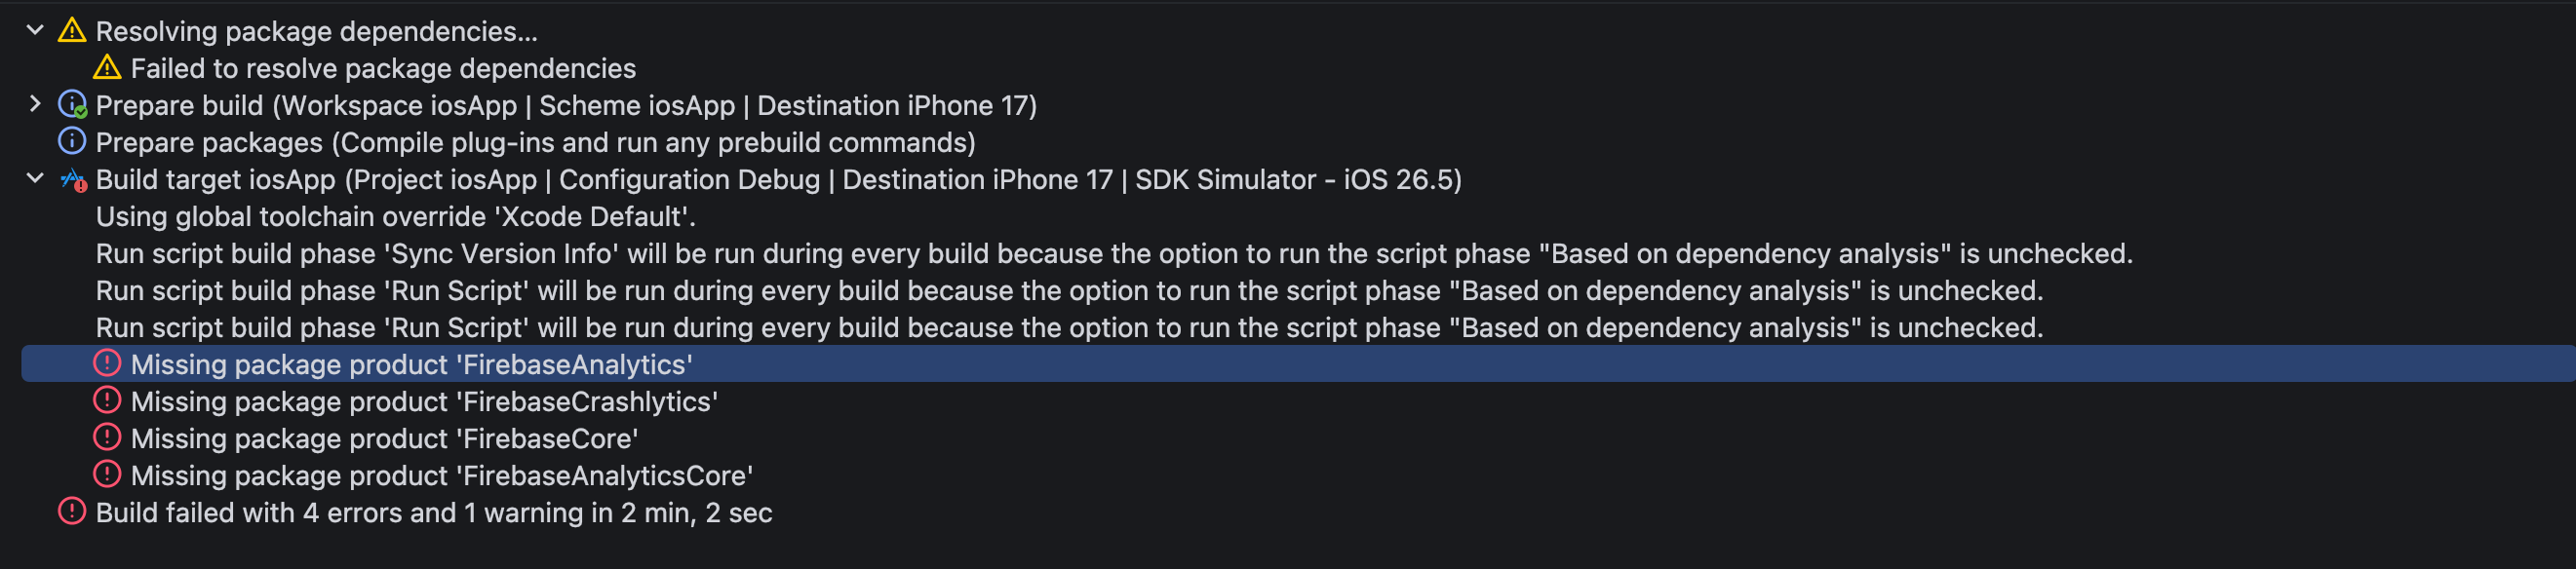 Resolving package dependencies...
Failed to resolve package dependencies
Prepare build (Workspace iosApp | Scheme iosApp | Destination iPhone 17)
Prepare packages (Compile plug-ins and run any prebuild commands)
Build target iosApp (Project iosApp | Configuration Debug | Destination iPhone 17 | SDK Simulator - iOS 26.5)
Using global toolchain override 'Xcode Default'.
Run script build phase 'Sync Version Info' will be run during every build because the option to run the script phase "Based on dependency analysis" is unchecked.
Run script build phase 'Run Script' will be run during every build because the option to run the script phase "Based on dependency analysis" is unchecked.
Run script build phase 'Run Script' will be run during every build because the option to run the script phase "Based on dependency analysis" is unchecked.
Missing package product 'FirebaseAnalytics'
Missing package product 'FirebaseCrashlytics'
Missing package product 'FirebaseCore'
Missing package product 'FirebaseAnalyticsCore'
Build failed with 4 errors and 1 warning in 2 min, 2 sec